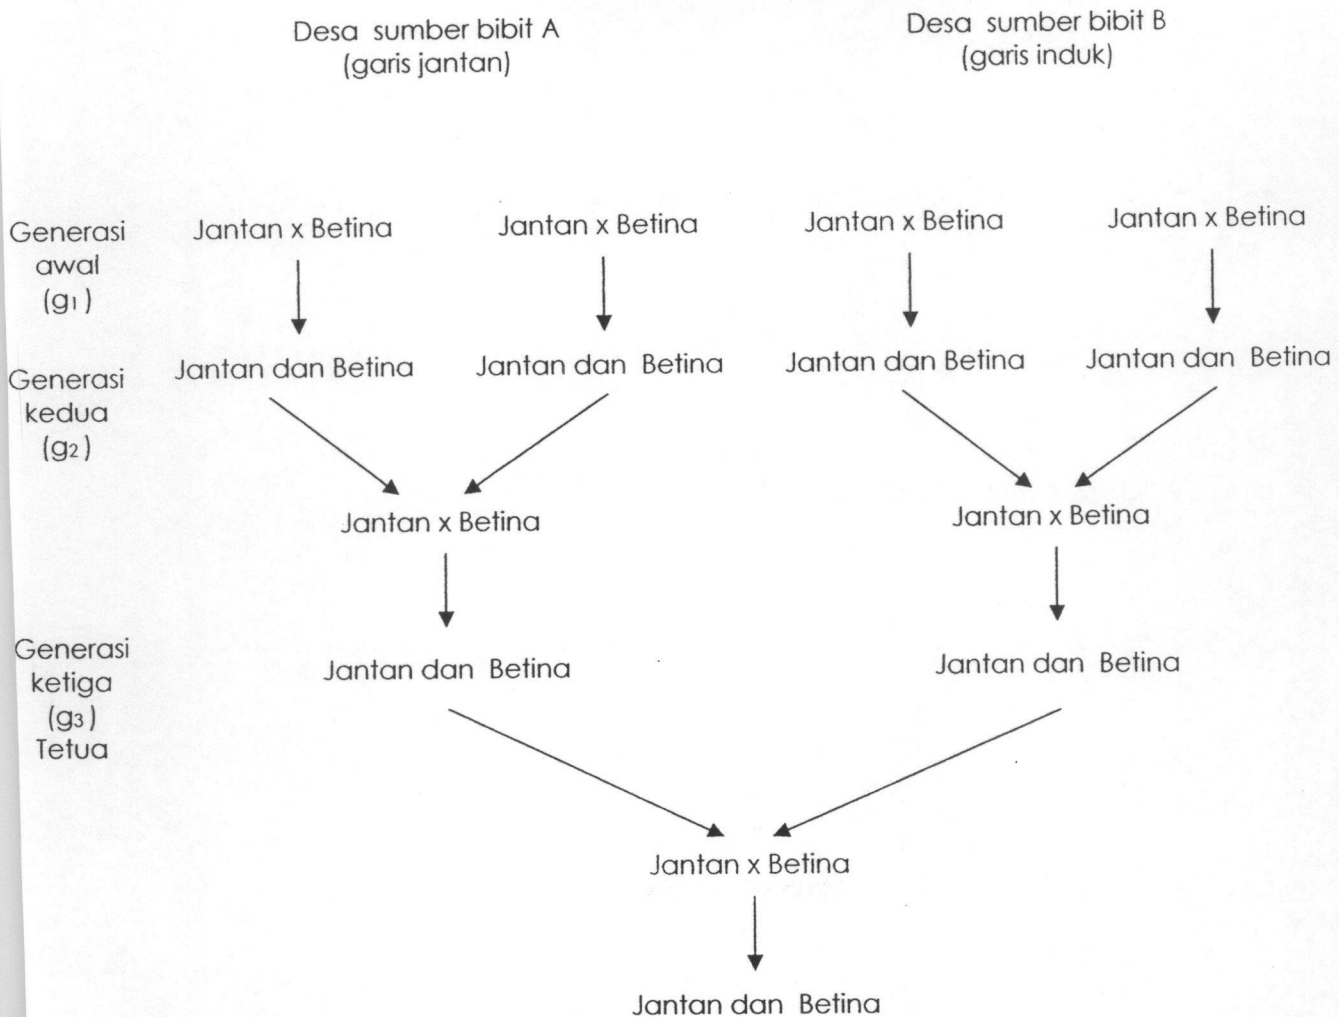 Desa sumber bibit A
(garis jantan)
Desa sumber bibit B
(garis induk)
Generasi
awal
(g1)
Jantan x Betina
Jantan x Betina
Jantan x Betina
Jantan x Betina
Generasi
kedua
(g2)
Jantan dan Betina
Jantan dan Betina
Jantan dan Betina
Jantan dan Betina
Jantan x Betina
Jantan x Betina
Generasi
ketiga
(g3)
Tetua
Jantan dan Betina
Jantan dan Betina
Jantan x Betina
Jantan dan Betina